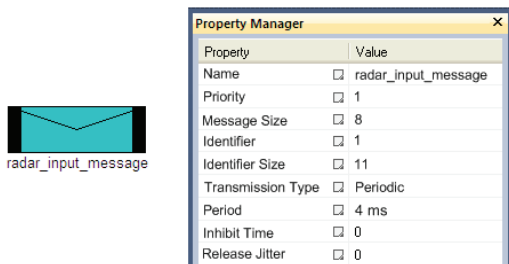 radar_input_message
Property Manager ×
Property Value
Name radar_input_message
Priority 1
Message Size 8
Identifier 1
Identifier Size 11
Transmission Type Periodic
Period 4 ms
Inhibit Time 0
Release Jitter 0